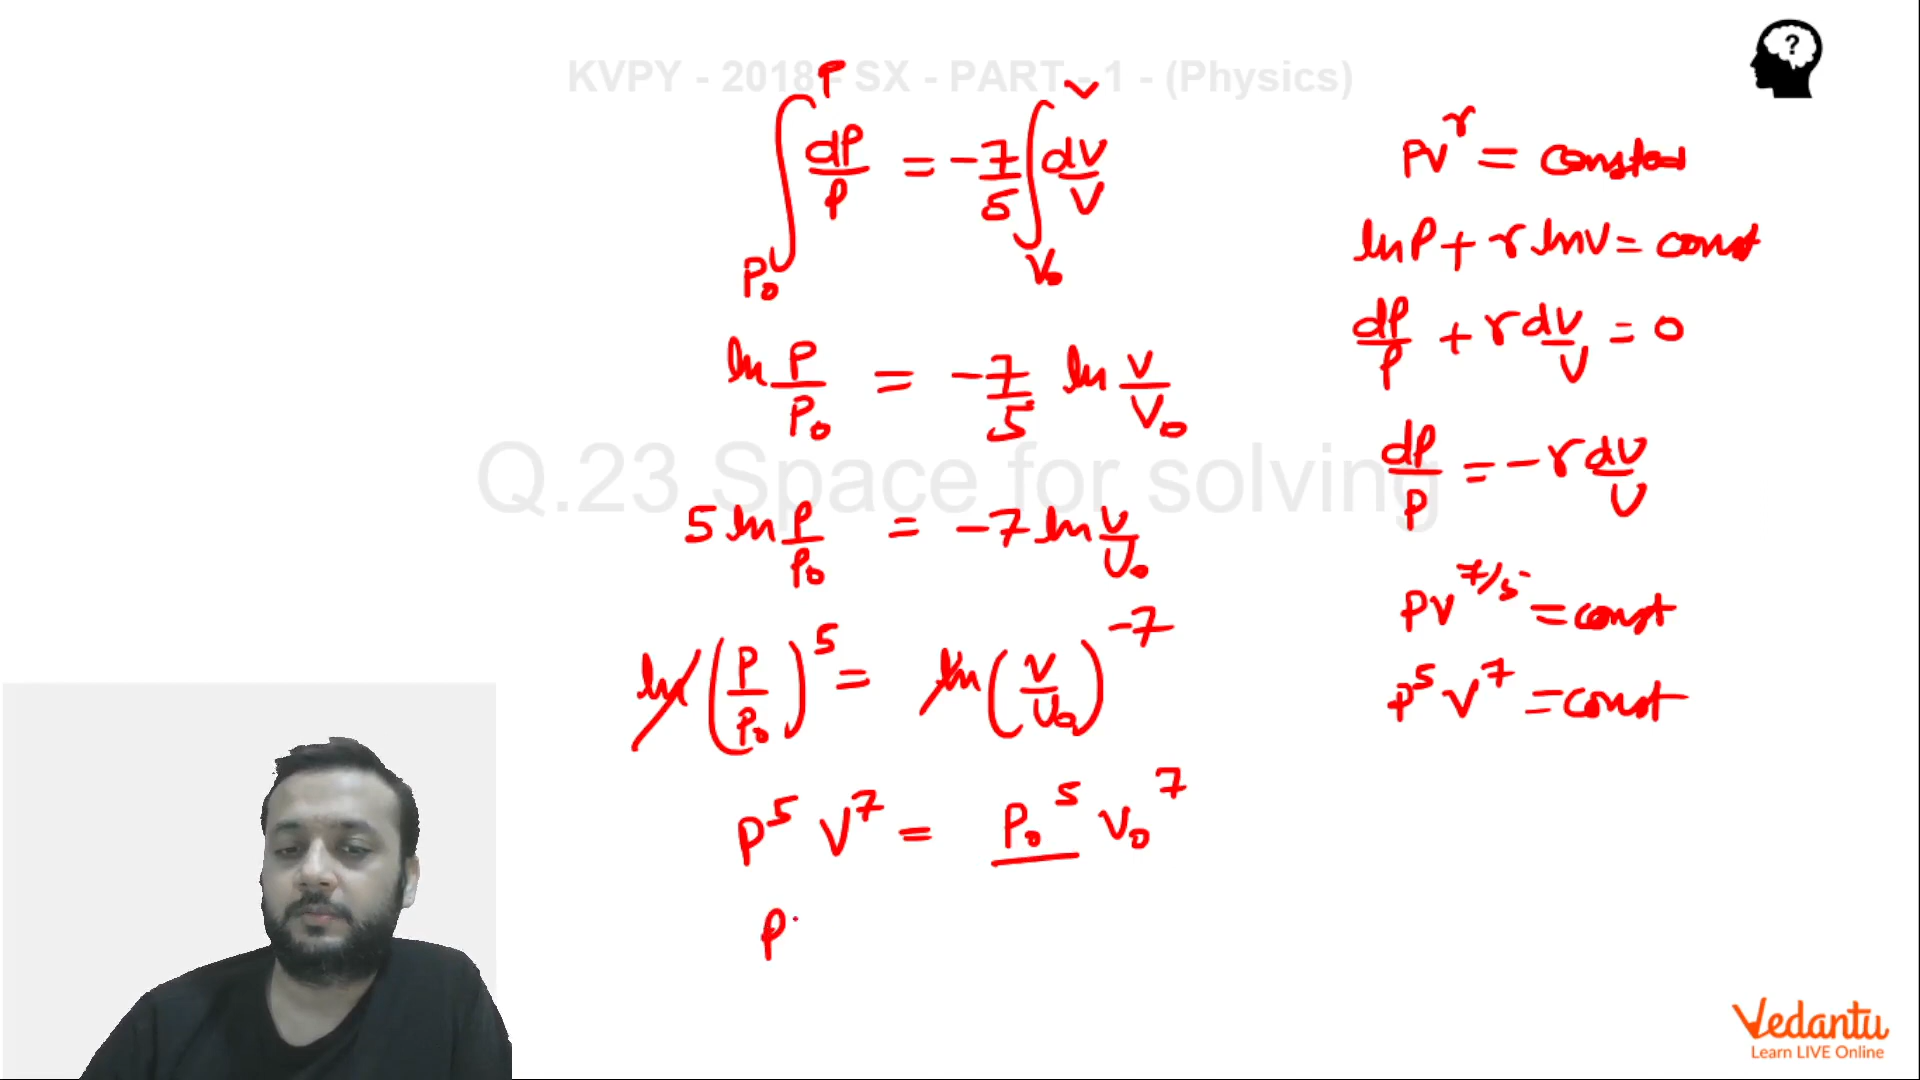 KVPY - 2018 - SX - PART - 1 - (Physics)
?
∫_{P₀}^{P} dP/P = -7/5 ∫_{V₀}^{V} dV/V
ln P/P₀ = -7/5 ln V/V₀
Q.23 Space for solving
5 ln P/P₀ = -7 ln V/V₀
ln (P/P₀)^5 = ln (V/V₀)^-7
P^5 V^7 = P₀^5 V₀^7
P
PV^r =
ln P + r ln V = const
dP/P + r dV/V = 0
dP/P = - r dV/V
PV^7/5 = const
P^5 V^7 = const
Vedantu
Learn LIVE Online